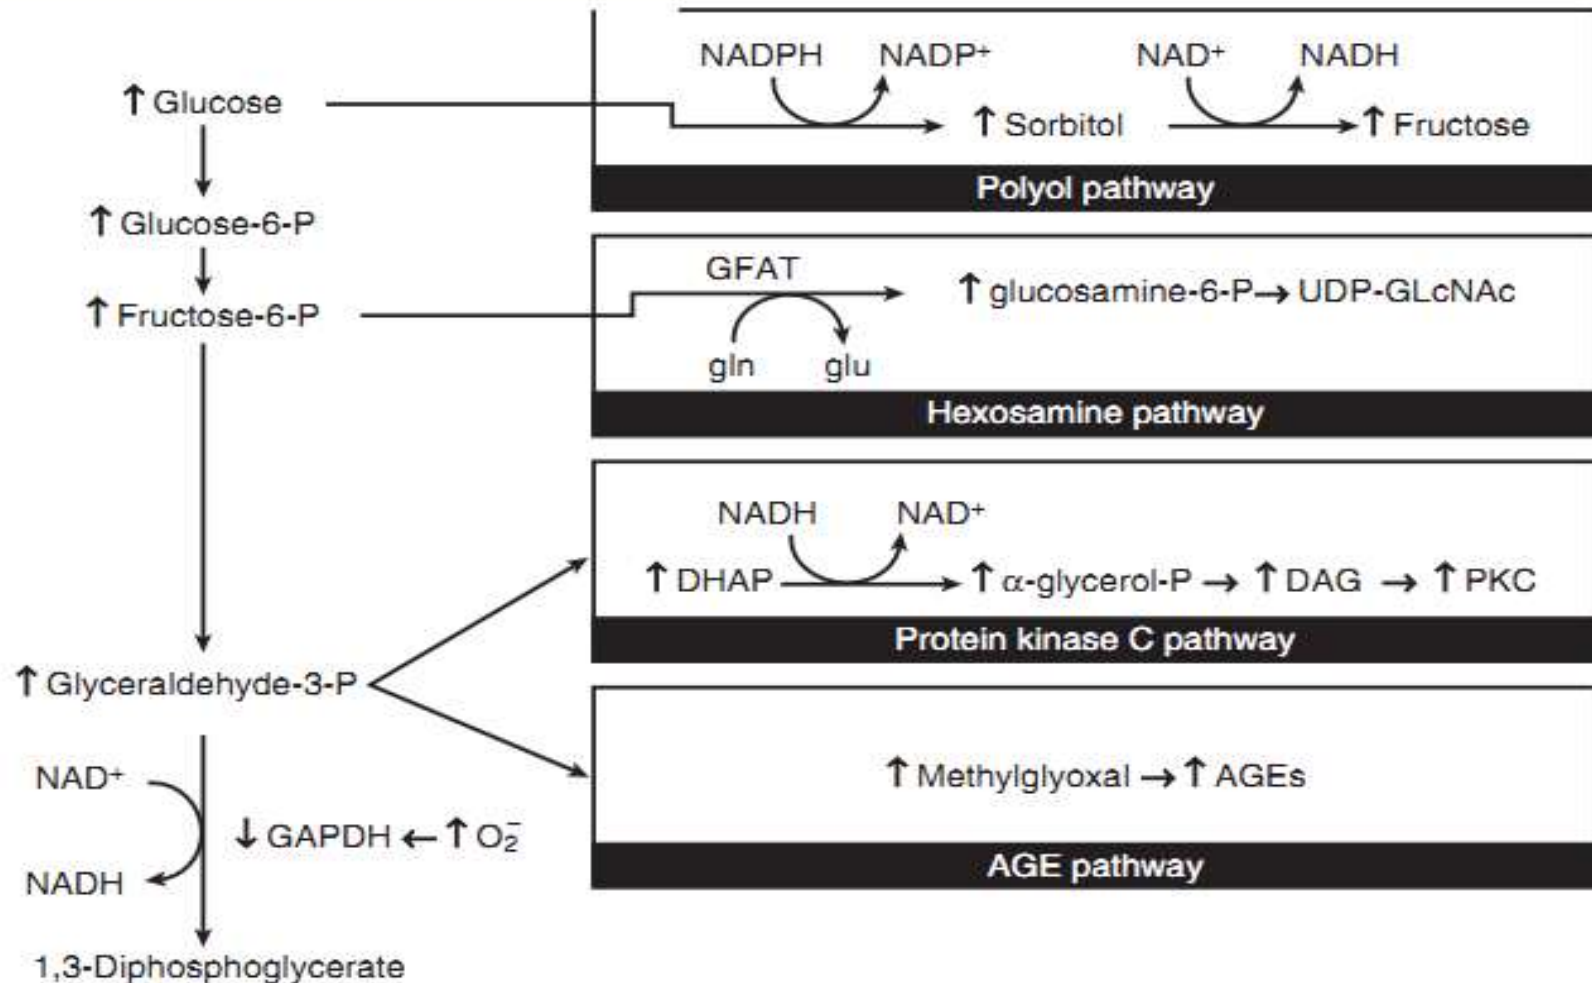 NADPH NADP⁺ NAD⁺ NADH
↑ Glucose
↑ Sorbitol ↑ Fructose
Polyol pathway
↑ Glucose-6-P
GFAT
↑ glucosamine-6-P → UDP-GLcNAc
↑ Fructose-6-P
gln glu
Hexosamine pathway
NADH NAD⁺
↑ DHAP ↑ α-glycerol-P → ↑ DAG → ↑ PKC
Protein kinase C pathway
↑ Glyceraldehyde-3-P
NAD⁺
↑ Methylglyoxal → ↑ AGEs
↓ GAPDH ← ↑ O₂⁻
AGE pathway
NADH
1,3-Diphosphoglycerate